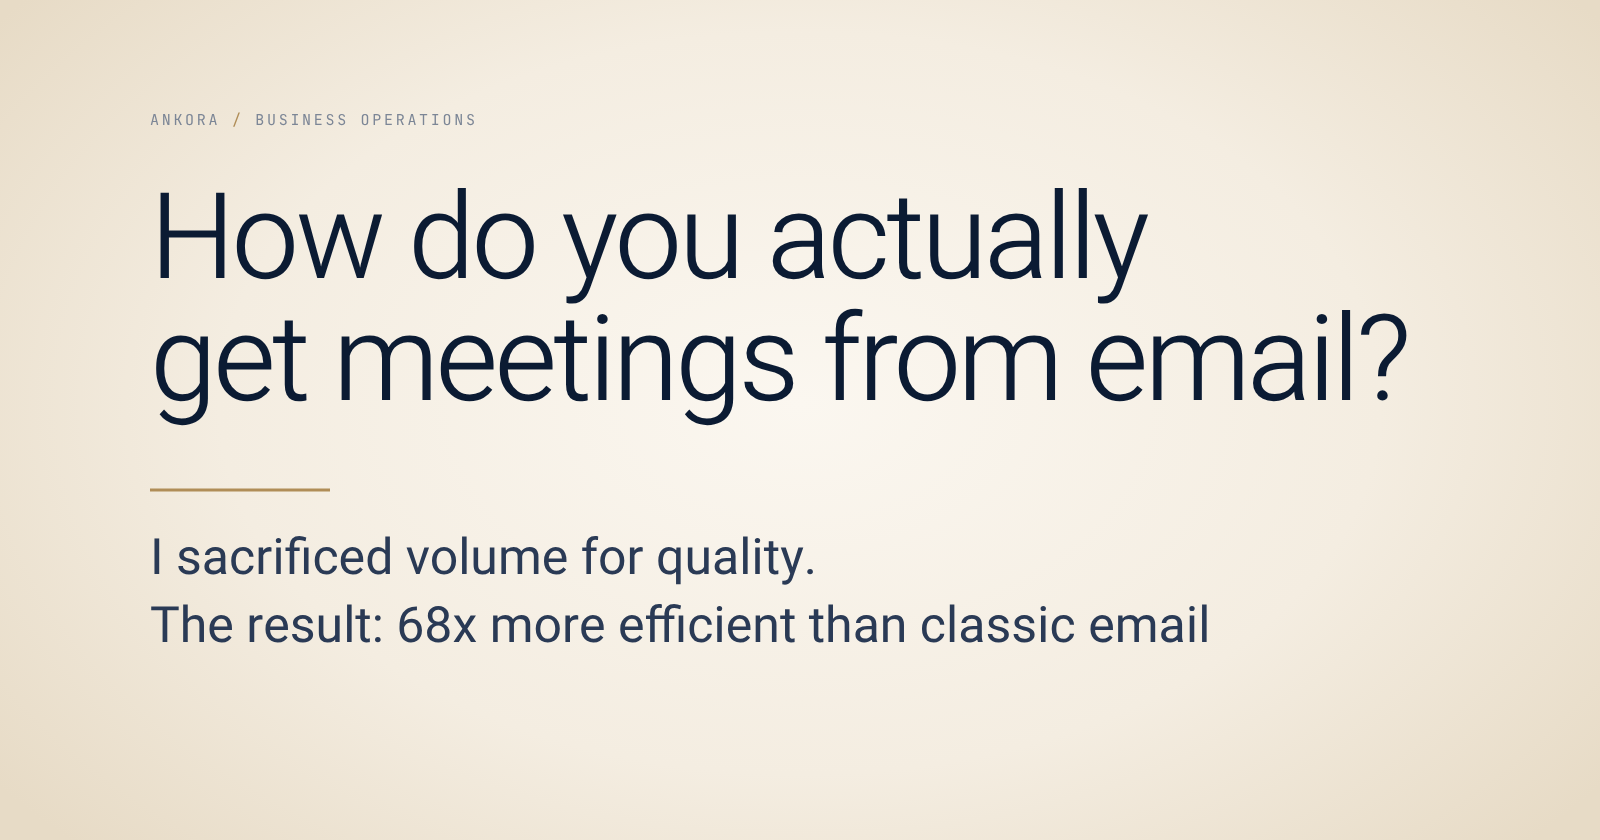 ANKORA / BUSINESS OPERATIONS
How do you actually
get meetings from email?
I sacrificed volume for quality.
The result: 68x more efficient than classic email